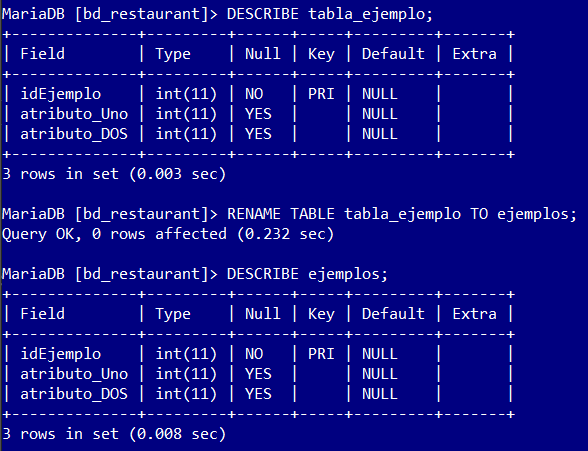 MariaDB [bd_restaurant]> DESCRIBE tabla_ejemplo;
+--------------+---------+------+-----+---------+-------+
| Field        | Type    | Null | Key | Default | Extra |
+--------------+---------+------+-----+---------+-------+
| idEjemplo    | int(11) | NO   | PRI | NULL    |       |
| atributo_Uno | int(11) | YES  |     | NULL    |       |
| atributo_DOS | int(11) | YES  |     | NULL    |       |
+--------------+---------+------+-----+---------+-------+
3 rows in set (0.003 sec)

MariaDB [bd_restaurant]> RENAME TABLE tabla_ejemplo TO ejemplos;
Query OK, 0 rows affected (0.232 sec)

MariaDB [bd_restaurant]> DESCRIBE ejemplos;
+--------------+---------+------+-----+---------+-------+
| Field        | Type    | Null | Key | Default | Extra |
+--------------+---------+------+-----+---------+-------+
| idEjemplo    | int(11) | NO   | PRI | NULL    |       |
| atributo_Uno | int(11) | YES  |     | NULL    |       |
| atributo_DOS | int(11) | YES  |     | NULL    |       |
+--------------+---------+------+-----+---------+-------+
3 rows in set (0.008 sec)